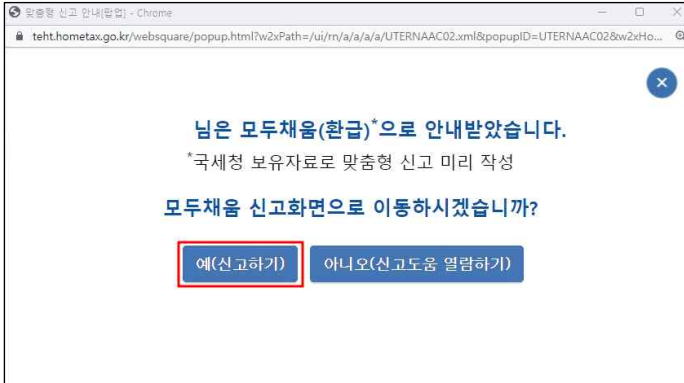 맞춤형 신고 안내(팝업) - Chrome
teht.hometax.go.kr/websquare/popup.html?w2xPath=/ui/rn/a/a/a/a/UTERNAAC02.xml&popupID=UTERNAAC02&w2xHo...
님은 모두채움(환급)*으로 안내받았습니다.
*국세청 보유자료로 맞춤형 신고 미리 작성
모두채움 신고화면으로 이동하시겠습니까?
예(신고하기) 아니오(신고도움 열람하기)